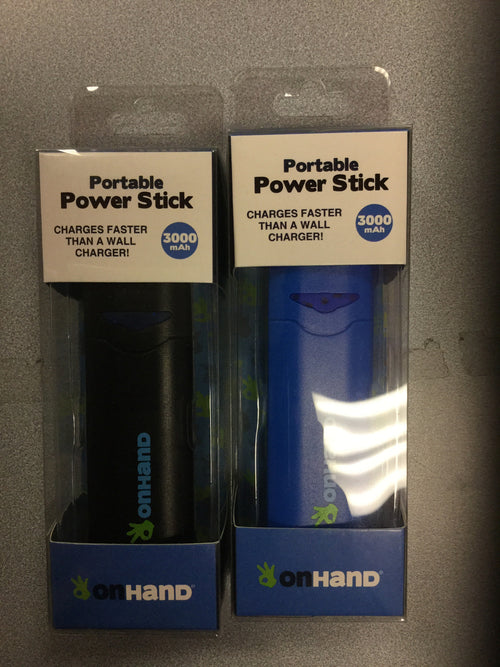 Portable
Power Stick
CHARGES FASTER
THAN A WALL
CHARGER!
3000
mAh
onHanD
onHanD
Portable
Power Stick
CHARGES FASTER
THAN A WALL
CHARGER!
3000
mAh
onHanD
onHanD